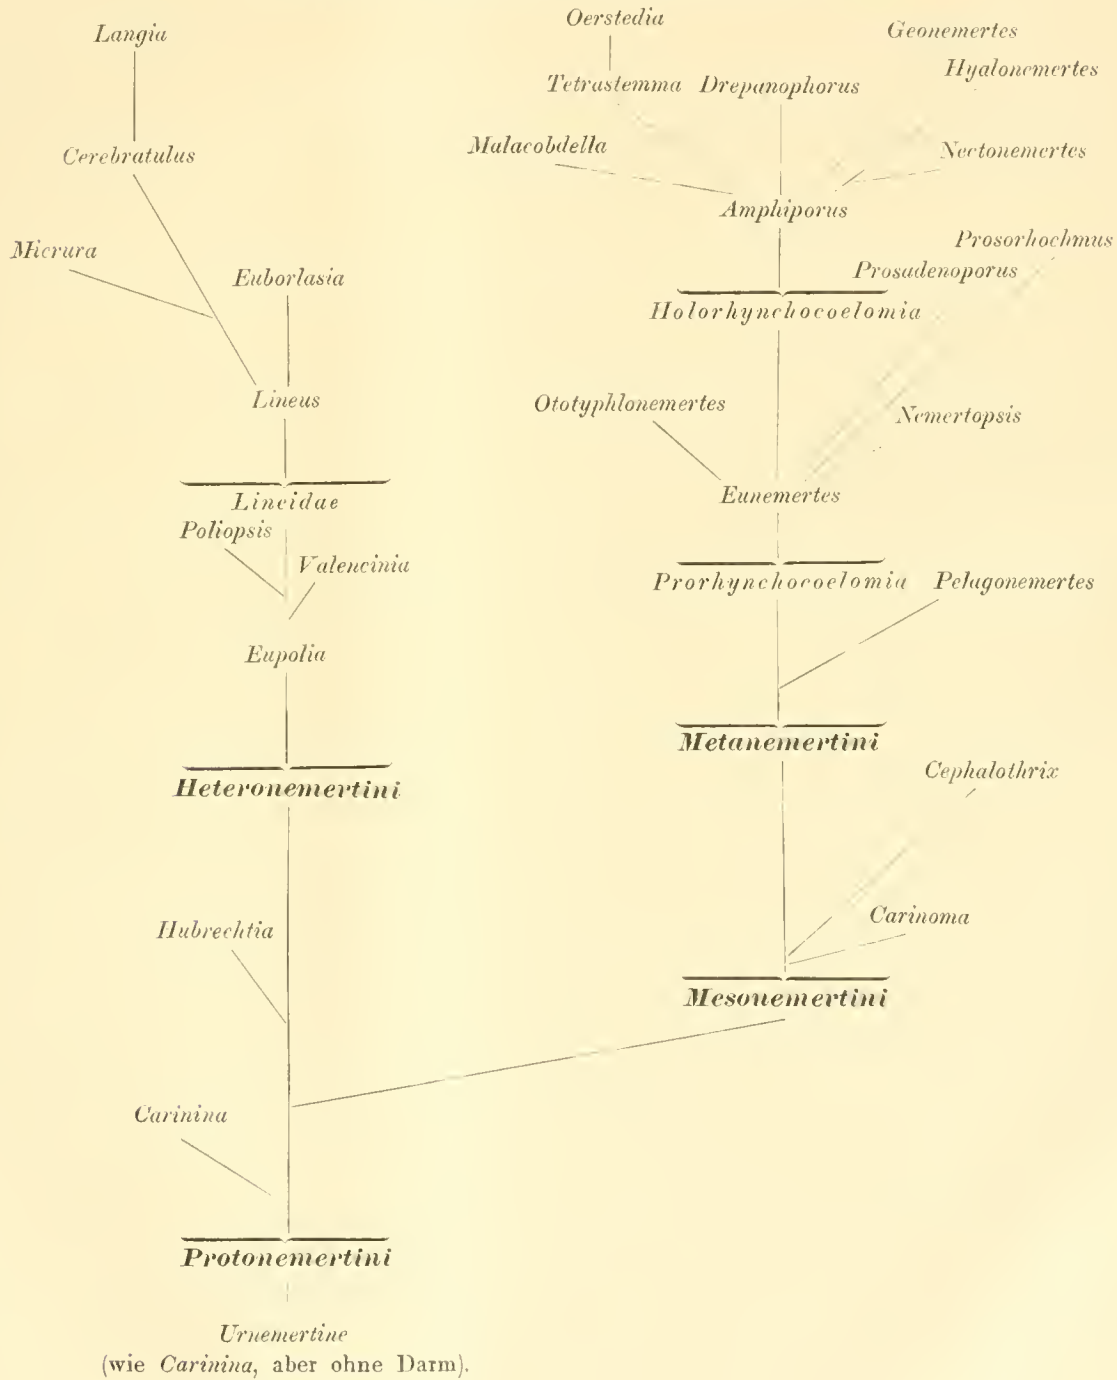 Oerstedia
Langia
Geonemertes
Hyalonemertes
Tetrastemma Drepanophorus
Malacobdella
Cerebratulus
Nectonemertes
Amphiporus
Prosorhochmus
Micrura
Prosadenoporus
Euborlasia
Holorhynchocoelomia
Lineus
Ototyphlonemertes
Nemertopsis
Eunemertes
Lineidae
Poliopsis
Valencinia
Prorhynchocoelomia
Pelagonemertes
Eupolia
Metanemertini
Cephalothrix
Heteronemertini
Carinoma
Hubrechtia
Mesonemertini
Carinina
Protonemertini
Urnemertine
(wie Carinina, aber ohne Darm).